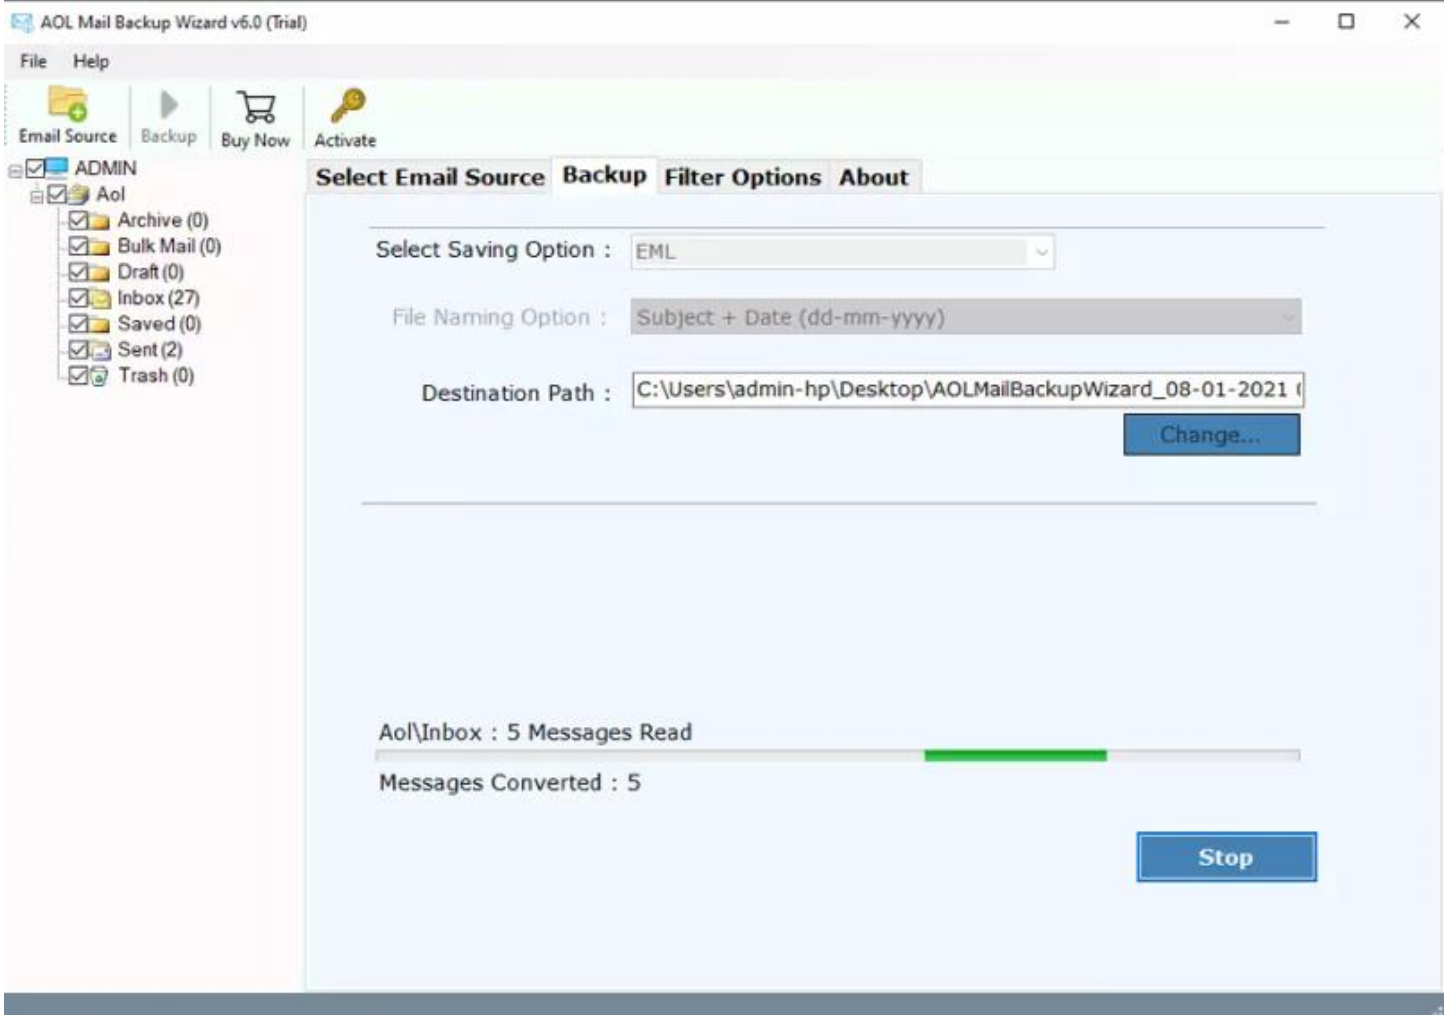 AOL Mail Backup Wizard v6.0 (Trial)
File Help
Email Source Backup Buy Now Activate
ADMIN
Aol
Archive (0)
Bulk Mail (0)
Draft (0)
Inbox (27)
Saved (0)
Sent (2)
Trash (0)
Select Email Source Backup Filter Options About
Select Saving Option : EML
File Naming Option : Subject + Date (dd-mm-yyyy)
Destination Path : C:\Users\admin-hp\Desktop\AOLMailBackupWizard_08-01-2021
Change...
Aol\Inbox : 5 Messages Read
Messages Converted : 5
Stop